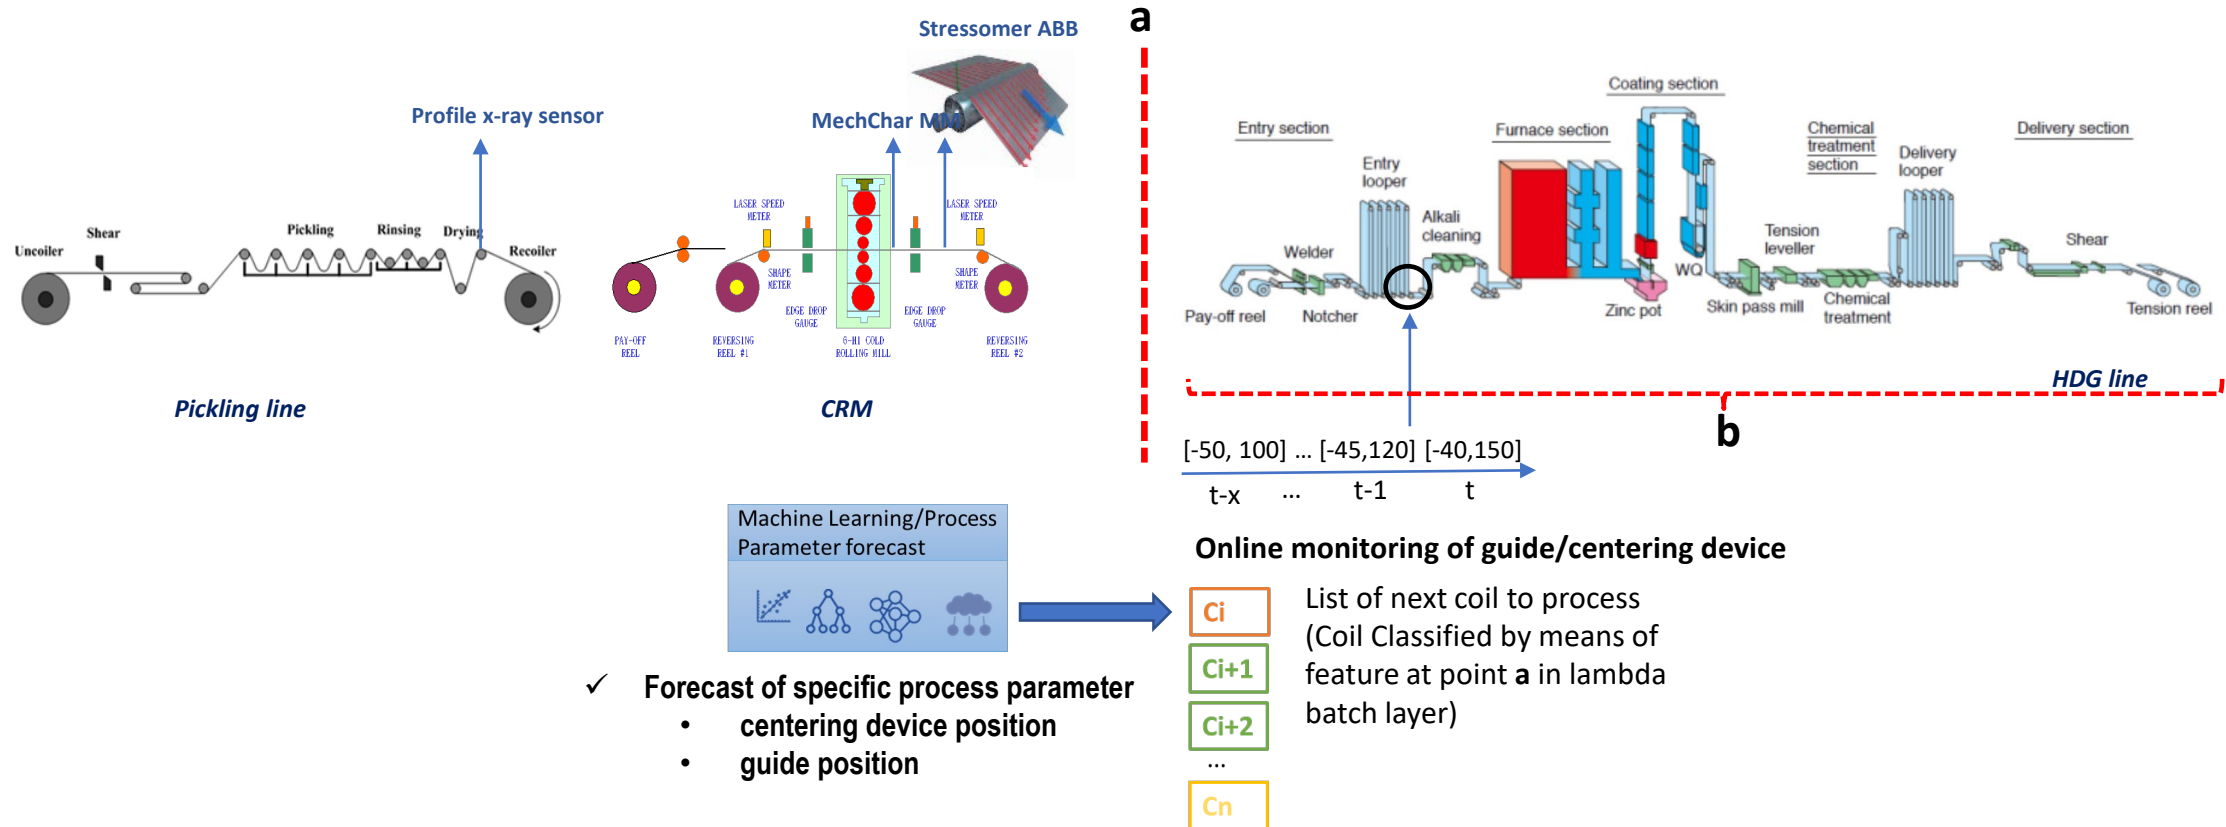 a
Stressomer ABB
Profile x-ray sensor
MechChar MM
Uncoiler
Shear
Pickling
Rinsing
Drying
Recoiler
Pickling line
LASER SPEED
METER
LASER SPEED
METER
SHAPE
METER
SHAPE
METER
EDGE DROP
GAUGE
EDGE DROP
GAUGE
PAY-OFF
REEL
REVERSING
REEL #1
6-HI COLD
ROLLING MILL
REVERSING
REEL #2
CRM
Entry section
Furnace section
Coating section
Chemical
treatment
section
Delivery section
Entry
looper
Delivery
looper
Alkali
cleaning
Welder
Tension
leveller
Shear
WQ
Pay-off reel
Notcher
Zinc pot
Skin pass mill
Chemical
treatment
Tension reel
HDG line
b
[-50, 100] ... [-45,120] [-40,150]
t-x ... t-1 t
Machine Learning/Process
Parameter forecast
✓ Forecast of specific process parameter
• centering device position
• guide position
Online monitoring of guide/centering device
Ci
Ci+1
Ci+2
...
Cn
List of next coil to process
(Coil Classified by means of
feature at point a in lambda
batch layer)